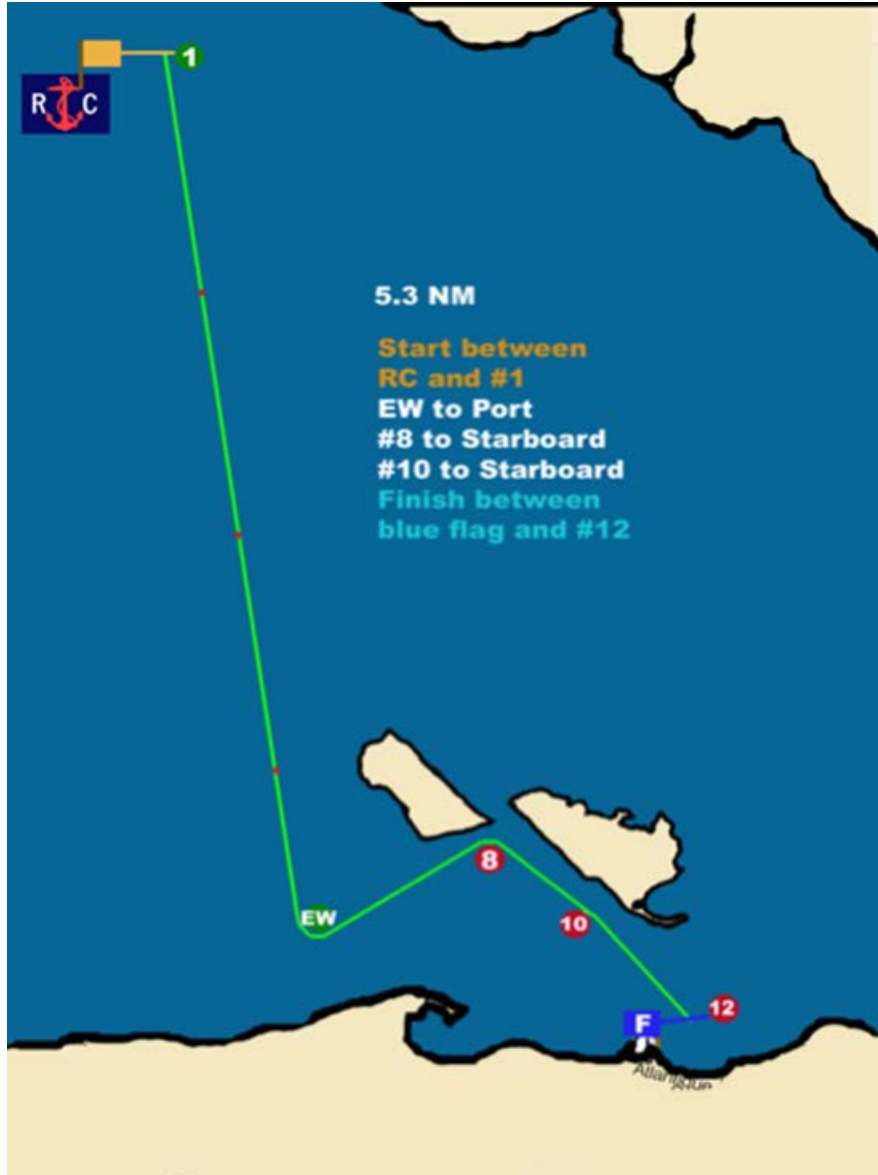 1
R C
5.3 NM
Start between
RC and #1
EW to Port
#8 to Starboard
#10 to Starboard
Finish between
blue flag and #12
8
EW
10
12
F